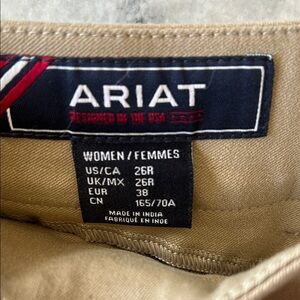 ARIAT
DESIGNED IN THE USA
WOMEN / FEMMES
US/CA 26R
UK/MX 26R
EUR 38
CN 165/70A
MADE IN INDIA
FABRIQUÉ EN INDE